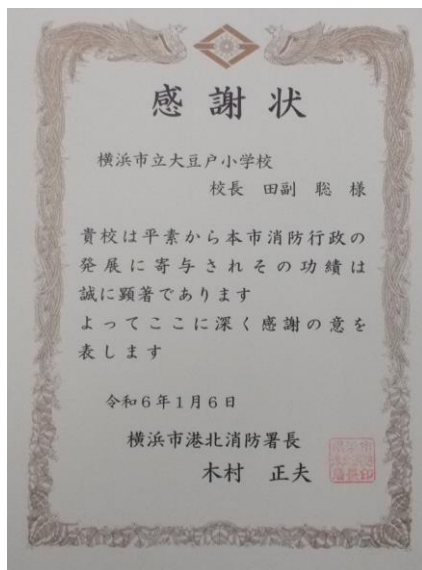 感謝状
横浜市立大豆戸小学校
校長 田副 聡 様
貴校は平素から本市消防行政の
発展に寄与されその功績は
誠に顕著であります
よってここに深く感謝の意を
表します
令和6年1月6日
横浜市港北消防署長
木村 正夫